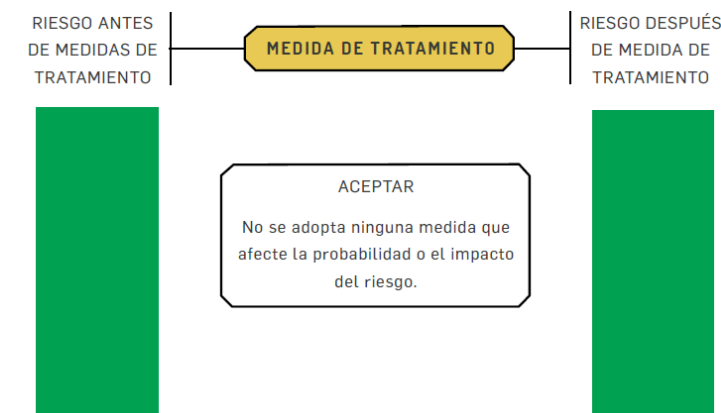 RIESGO ANTES
DE MEDIDAS DE
TRATAMIENTO
MEDIDA DE TRATAMIENTO
RIESGO DESPUÉS
DE MEDIDA DE
TRATAMIENTO
ACEPTAR
No se adopta ninguna medida que
afecte la probabilidad o el impacto
del riesgo.